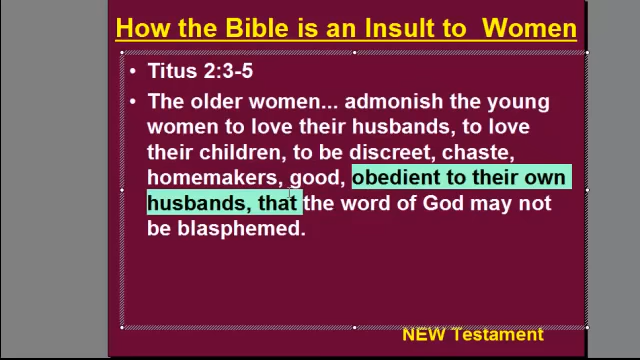 How the Bible is an Insult to Women
• Titus 2:3-5
• The older women... admonish the young
women to love their husbands, to love
their children, to be discreet, chaste,
homemakers, good, obedient to their own
husbands, that the word of God may not
be blasphemed.
NEW Testament